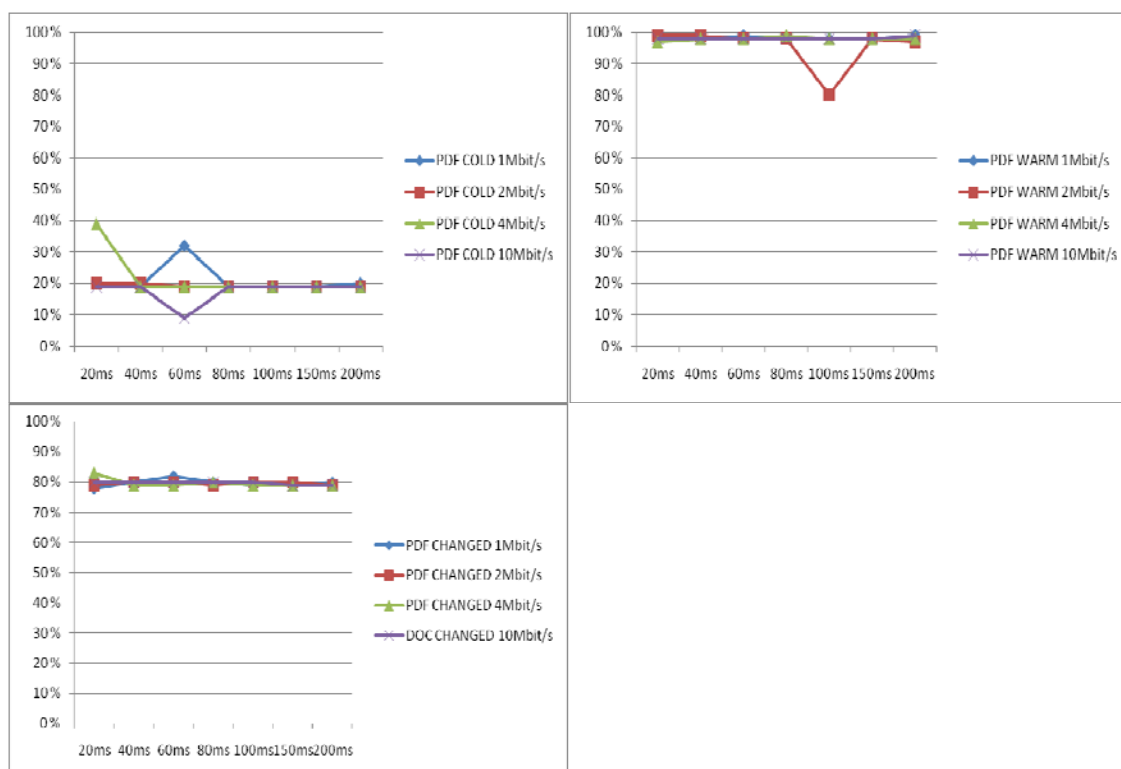 100%
90%
80%
70%
60%
50%
40%
30%
20%
10%
0%
20ms 40ms 60ms 80ms 100ms 150ms 200ms
PDF COLD 1Mbit/s
PDF COLD 2Mbit/s
PDF COLD 4Mbit/s
PDF COLD 10Mbit/s
100%
90%
80%
70%
60%
50%
40%
30%
20%
10%
0%
20ms 40ms 60ms 80ms 100ms 150ms 200ms
PDF WARM 1Mbit/s
PDF WARM 2Mbit/s
PDF WARM 4Mbit/s
PDF WARM 10Mbit/s
100%
90%
80%
70%
60%
50%
40%
30%
20%
10%
0%
20ms 40ms 60ms 80ms 100ms 150ms 200ms
PDF CHANGED 1Mbit/s
PDF CHANGED 2Mbit/s
PDF CHANGED 4Mbit/s
DOC CHANGED 10Mbit/s